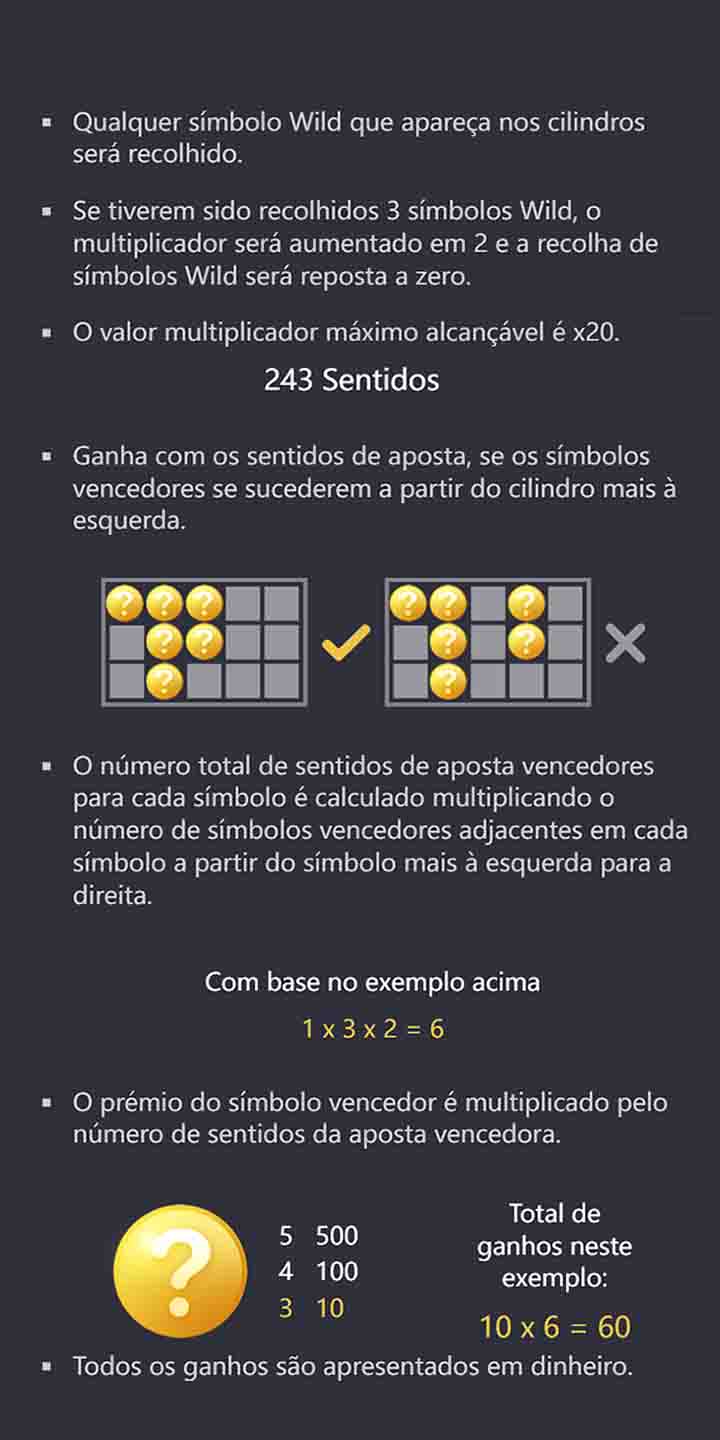 ▪ Qualquer símbolo Wild que apareça nos cilindros
será recolhido.
▪ Se tiverem sido recolhidos 3 símbolos Wild, o
multiplicador será aumentado em 2 e a recolha de
símbolos Wild será reposta a zero.
▪ O valor multiplicador máximo alcançável é x20.
243 Sentidos
▪ Ganha com os sentidos de aposta, se os símbolos
vencedores se sucederem a partir do cilindro mais à
esquerda.
? ? ? ? ?
? ? ? ?
? ?
▪ O número total de sentidos de aposta vencedores
para cada símbolo é calculado multiplicando o
número de símbolos vencedores adjacentes em cada
símbolo a partir do símbolo mais à esquerda para a
direita.
Com base no exemplo acima
1 x 3 x 2 = 6
▪ O prémio do símbolo vencedor é multiplicado pelo
número de sentidos da aposta vencedora.
?
5 500
4 100
3 10
Total de
ganhos neste
exemplo:
10 x 6 = 60
▪ Todos os ganhos são apresentados em dinheiro.